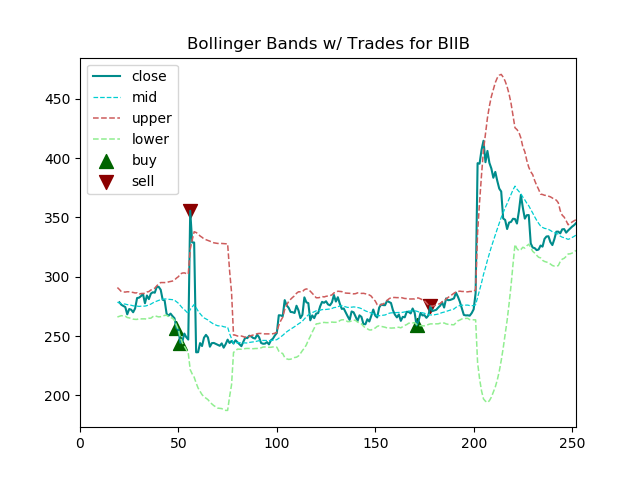 Bollinger Bands w/ Trades for BIIB
close
mid
upper
lower
buy
sell
450
400
350
300
250
200
0 50 100 150 200 250